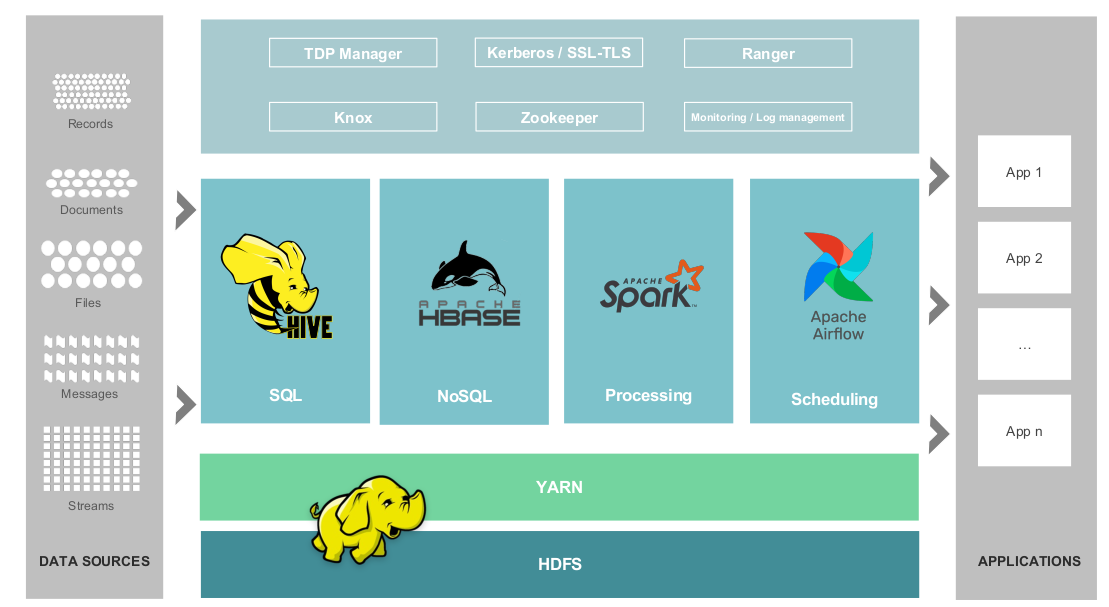 Records
Documents
Files
Messages
Streams
DATA SOURCES
TDP Manager
Kerberos / SSL-TLS
Ranger
Knox
Zookeeper
Monitoring / Log management
HIVE
SQL
APACHE
HBASE
NoSQL
APACHE
Spark™
Processing
Apache
Airflow
Scheduling
YARN
HDFS
App 1
App 2
...
App n
APPLICATIONS